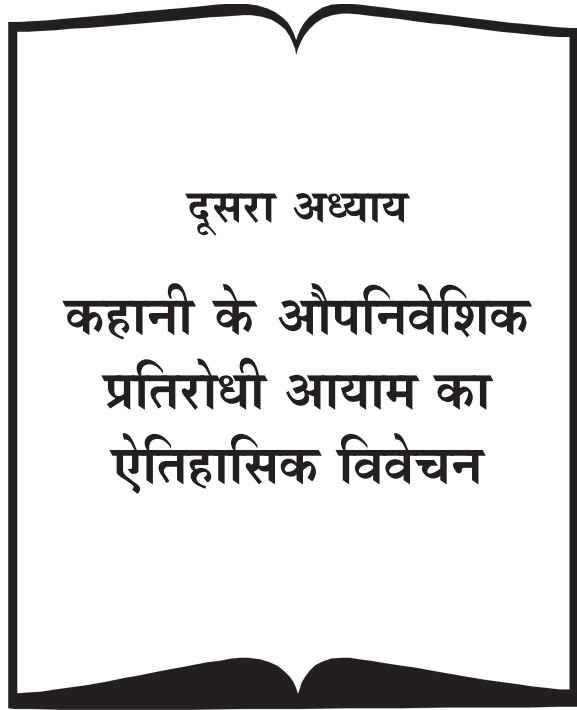 दूसरा अध्याय
कहानी के औपनिवेशिक
प्रतिरोधी आयाम का
ऐतिहासिक विवेचन